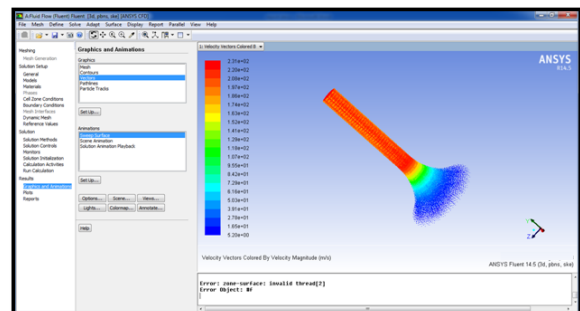 A:Fluid Flow (Fluent) Fluent [3d, pbns, ske] [ANSYS CFD]
File Mesh Define Solve Adapt Surface Display Report Parallel View Help
Meshing
Mesh Generation
Solution Setup
General
Models
Materials
Phases
Cell Zone Conditions
Boundary Conditions
Mesh Interfaces
Dynamic Mesh
Reference Values
Solution
Solution Methods
Solution Controls
Monitors
Solution Initialization
Calculation Activities
Run Calculation
Results
Graphics and Animations
Plots
Reports
Graphics and Animations
Graphics
Mesh
Contours
Vectors
Pathlines
Particle Tracks
Set Up...
Animations
Sweep Surface
Scene Animation
Solution Animation Playback
Set Up...
Options... Scene... Views...
Lights... Colormap... Annotate...
Help
1: Velocity Vectors Colored B
2.31e+02
2.20e+02
2.08e+02
1.97e+02
1.86e+02
1.74e+02
1.63e+02
1.52e+02
1.41e+02
1.29e+02
1.18e+02
1.07e+02
9.55e+01
8.42e+01
7.29e+01
6.16e+01
5.03e+01
3.91e+01
2.78e+01
1.65e+01
5.20e+00
ANSYS
R14.5
Y
Z
Velocity Vectors Colored By Velocity Magnitude (m/s)
ANSYS Fluent 14.5 (3d, pbns, ske)
Error: zone-surface: invalid thread[2]
Error Object: #f